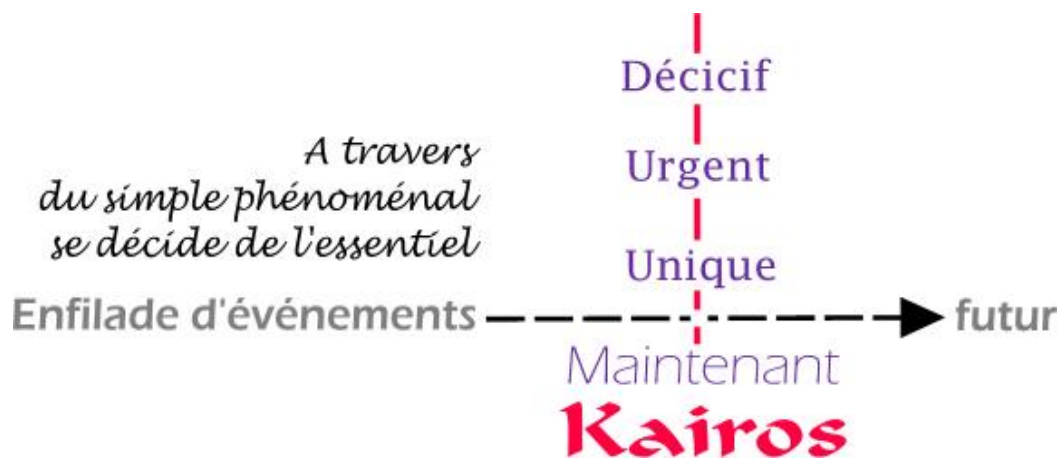 Décicif
A travers
du simple phénoménal
se décide de l'essentiel
Urgent
Unique
Enfilade d'événements
futur
Maintenant
Kairos